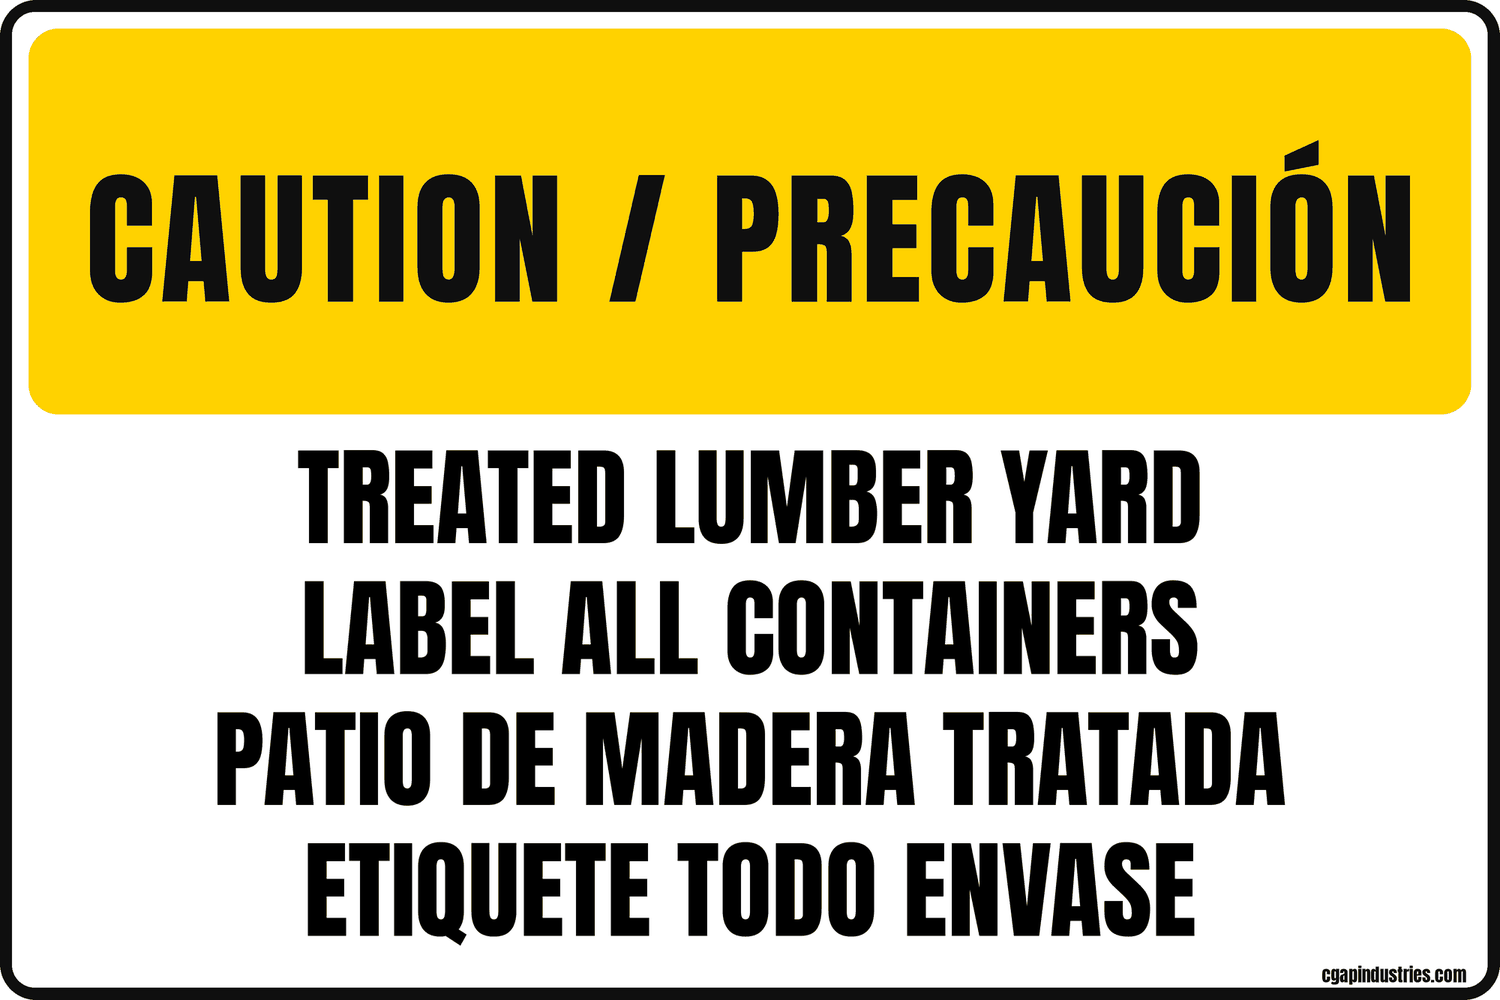 CAUTION / PRECAUCIÓN
TREATED LUMBER YARD
LABEL ALL CONTAINERS
PATIO DE MADERA TRATADA
ETIQUETE TODO ENVASE
cgapindustries.com